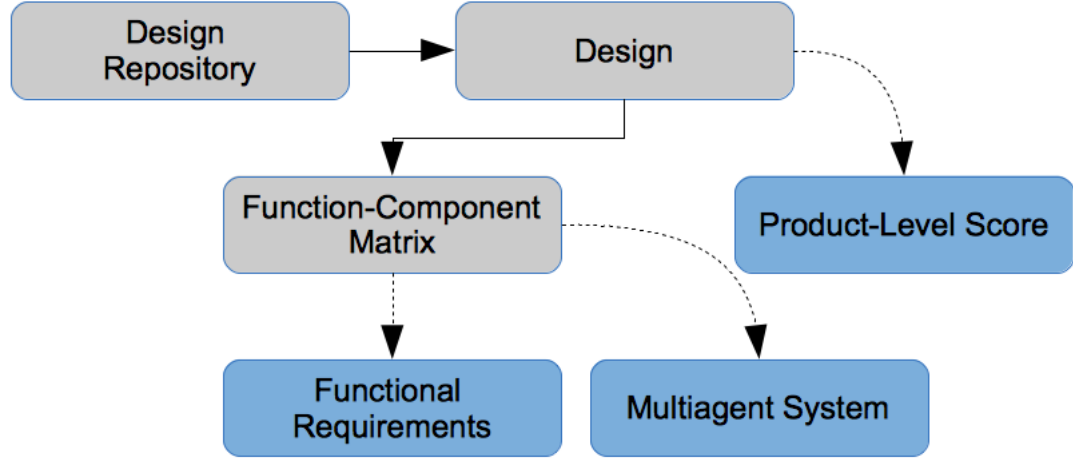 Design
Repository
Design
Function-Component
Matrix
Product-Level Score
Functional
Requirements
Multiagent System